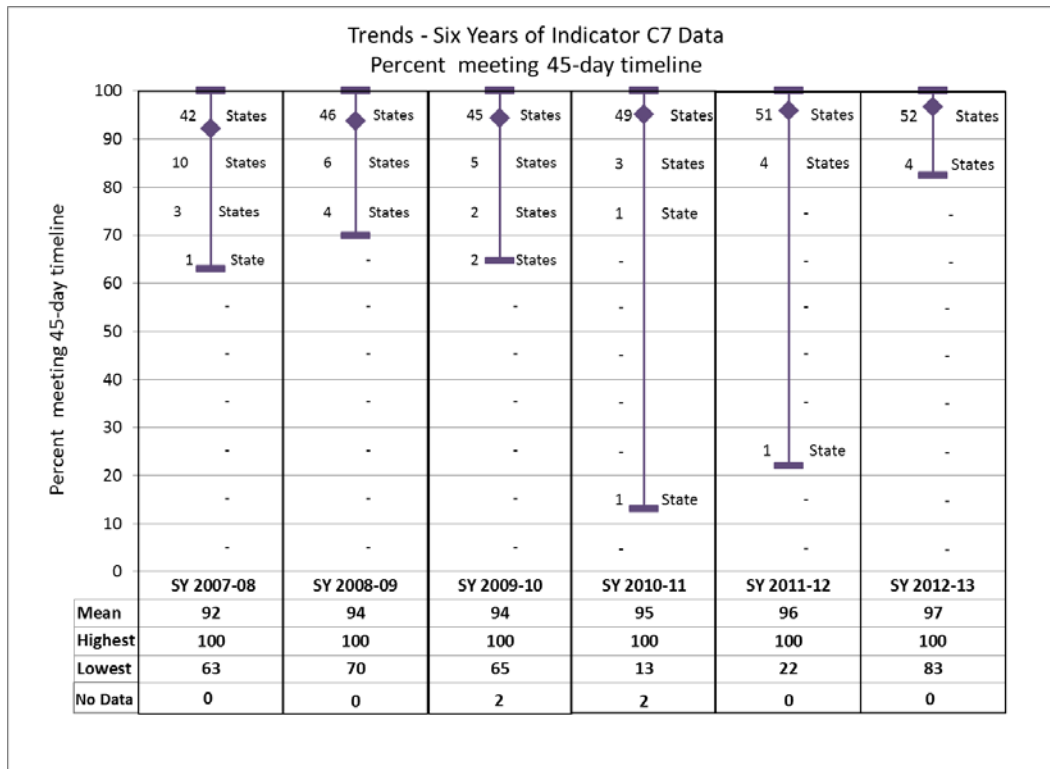 Trends - Six Years of Indicator C7 Data
Percent meeting 45-day timeline
Percent meeting 45-day timeline
100
42 States 46 States 45 States 49 States 51 States 52 States
90
10 States 6 States 5 States 3 States 4 States 4 States
80
3 States 4 States 2 States 1 State - -
70
1 State - 2 States - - -
60
- - - - - -
50
- - - - - -
40
- - - - - -
30
- - - - 1 State -
20
- - - 1 State - -
10
- - - - - -
0
SY 2007-08 SY 2008-09 SY 2009-10 SY 2010-11 SY 2011-12 SY 2012-13
Mean 92 94 94 95 96 97
Highest 100 100 100 100 100 100
Lowest 63 70 65 13 22 83
No Data 0 0 2 2 0 0